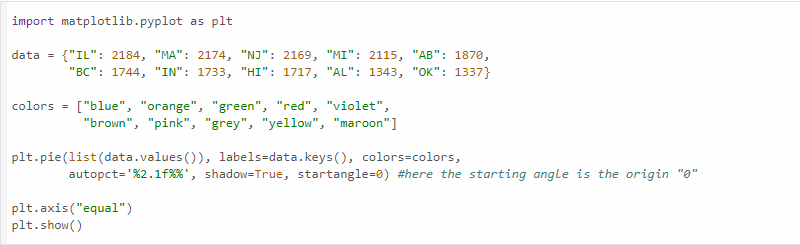 import matplotlib.pyplot as plt
data = {"IL": 2184, "MA": 2174, "NJ": 2169, "MI": 2115, "AB": 1870,
"BC": 1744, "IN": 1733, "HI": 1717, "AL": 1343, "OK": 1337}
colors = ["blue", "orange", "green", "red", "violet",
"brown", "pink", "grey", "yellow", "maroon"]
plt.pie(list(data.values()), labels=data.keys(), colors=colors,
autopct='%2.1f%%', shadow=True, startangle=0) #here the starting angle is the origin "0"
plt.axis("equal")
plt.show()